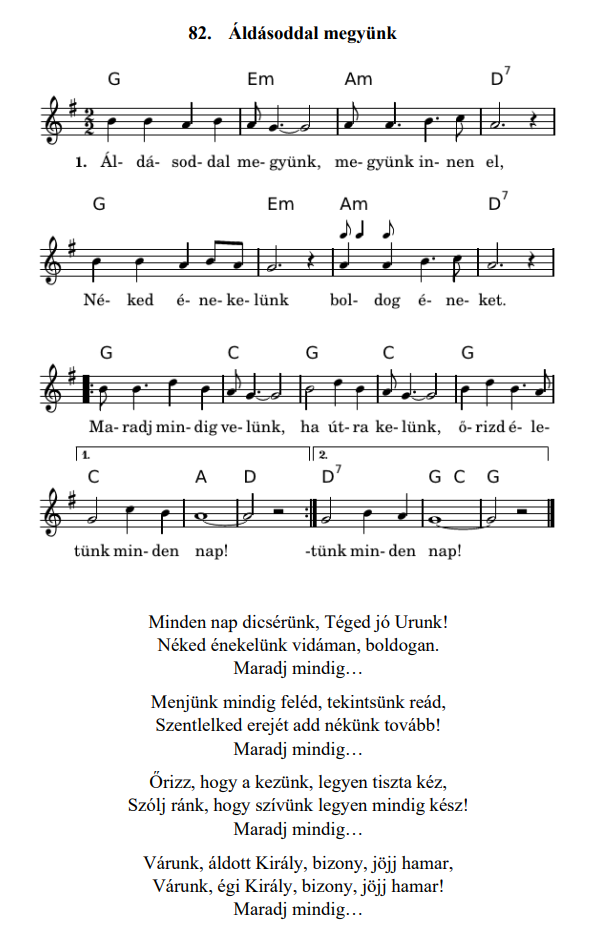 82. Áldásoddal megyünk
G Em Am D7
1. Ál- dá- sod- dal me- gyünk, me- gyünk in- nen el,
G Em Am D7
Né- ked é- ne- ke- lünk bol- dog é- ne- ket.
G C G C G
Ma- radj min- dig ve- lünk, ha út- ra ke- lünk, ő- rizd é- le-
1. 2.
C A D D7 G C G
tünk min- den nap! -tünk min- den nap!
Minden nap dicsérünk, Téged jó Urunk!
Néked énekelünk vidáman, boldogan.
Maradj mindig…
Menjünk mindig feléd, tekintsünk reád,
Szentlelked erejét add nékünk tovább!
Maradj mindig…
Őrizz, hogy a kezünk, legyen tiszta kéz,
Szólj ránk, hogy szívünk legyen mindig kész!
Maradj mindig…
Várunk, áldott Király, bizony, jöjj hamar,
Várunk, égi Király, bizony, jöjj hamar!
Maradj mindig…